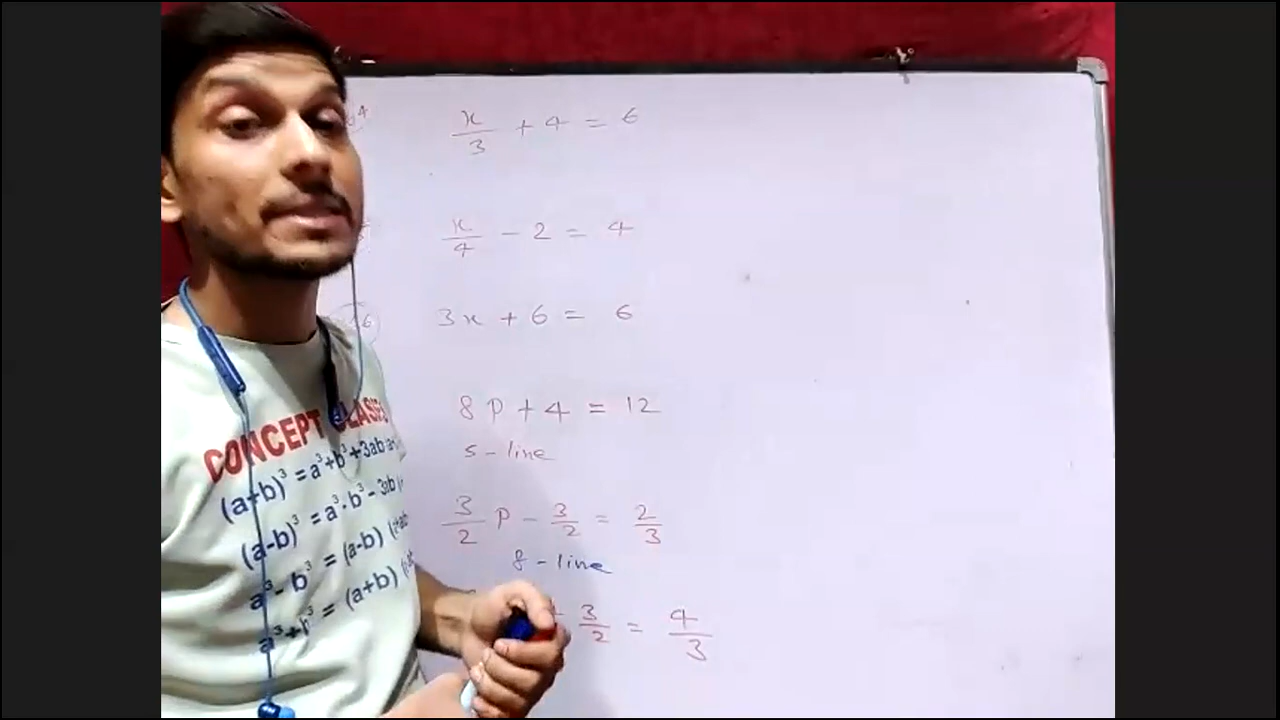 x/3 + 4 = 6
x/4 - 2 = 4
3x + 6 = 6
8p + 4 = 12
5-line
3/2 p - 3/2 = 2/3
8-line
+ 3/2 = 4/3
CONCEPT CLASSES
(a+b)³ = a³+b³+3ab
(a-b)³ = a³-b³-3ab
a³-b³ = (a-b)
a³+b³ = (a+b)